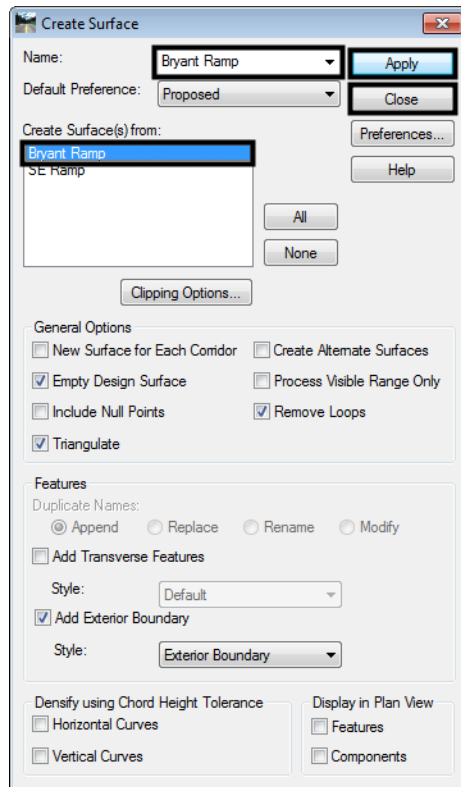 Create Surface
Name: Bryant Ramp Apply
Default Preference: Proposed Close
Create Surface(s) from: Preferences...
Bryant Ramp
SE Ramp Help
All
None
Clipping Options...
General Options
New Surface for Each Corridor Create Alternate Surfaces
Empty Design Surface Process Visible Range Only
Include Null Points Remove Loops
Triangulate
Features
Duplicate Names:
Append Replace Rename Modify
Add Transverse Features
Style: Default
Add Exterior Boundary
Style: Exterior Boundary
Densify using Chord Height Tolerance Display in Plan View
Horizontal Curves Features
Vertical Curves Components